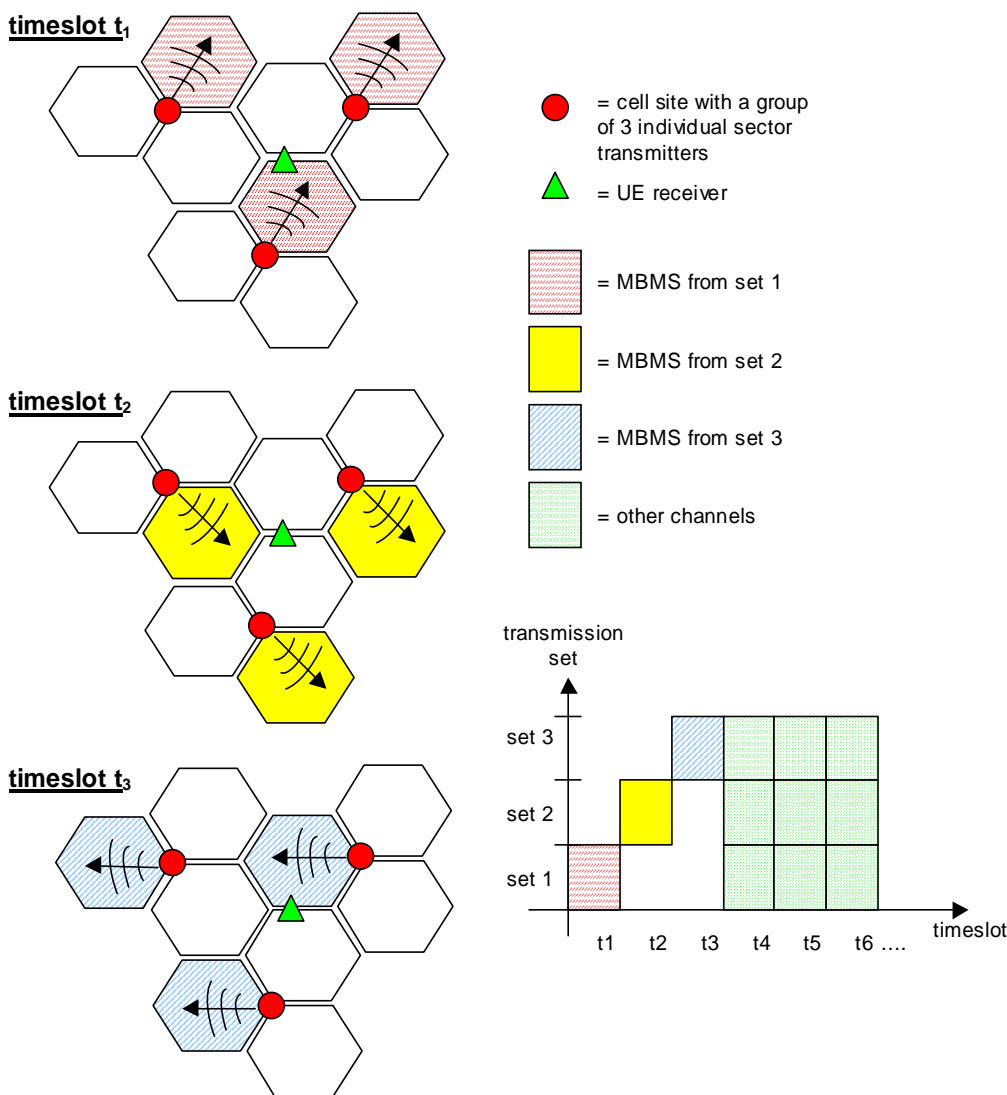 timeslot t1
= cell site with a group
of 3 individual sector
transmitters
= UE receiver
= MBMS from set 1
= MBMS from set 2
= MBMS from set 3
= other channels
timeslot t2
timeslot t3
transmission
set
set 3
set 2
set 1
timeslot
t1 t2 t3 t4 t5 t6 ....